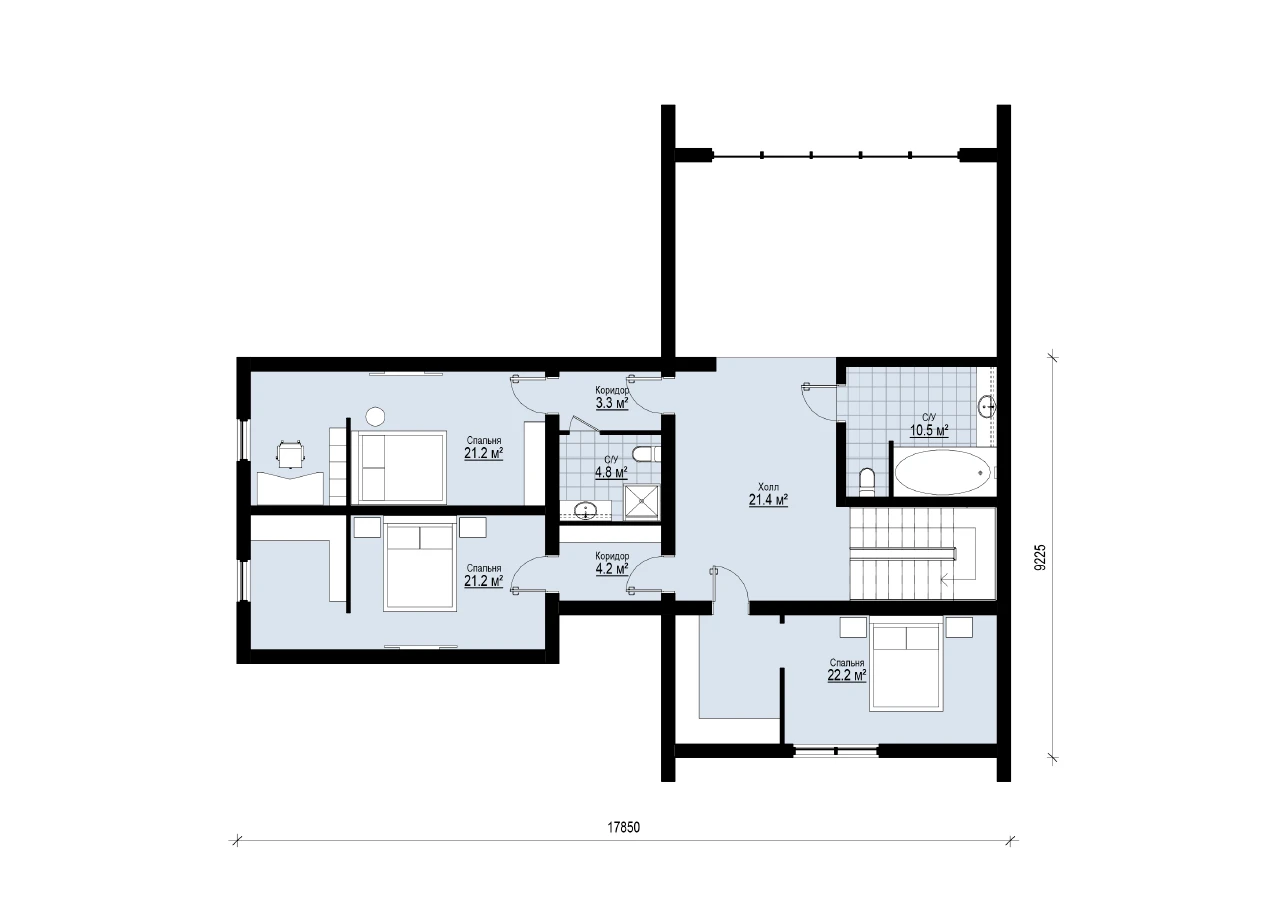 Коридор
3.3 м²
Спальня
21.2 м²
С/У
4.8 м²
С/У
10.5 м²
Холл
21.4 м²
Спальня
21.2 м²
Коридор
4.2 м²
Спальня
22.2 м²
9225
17850